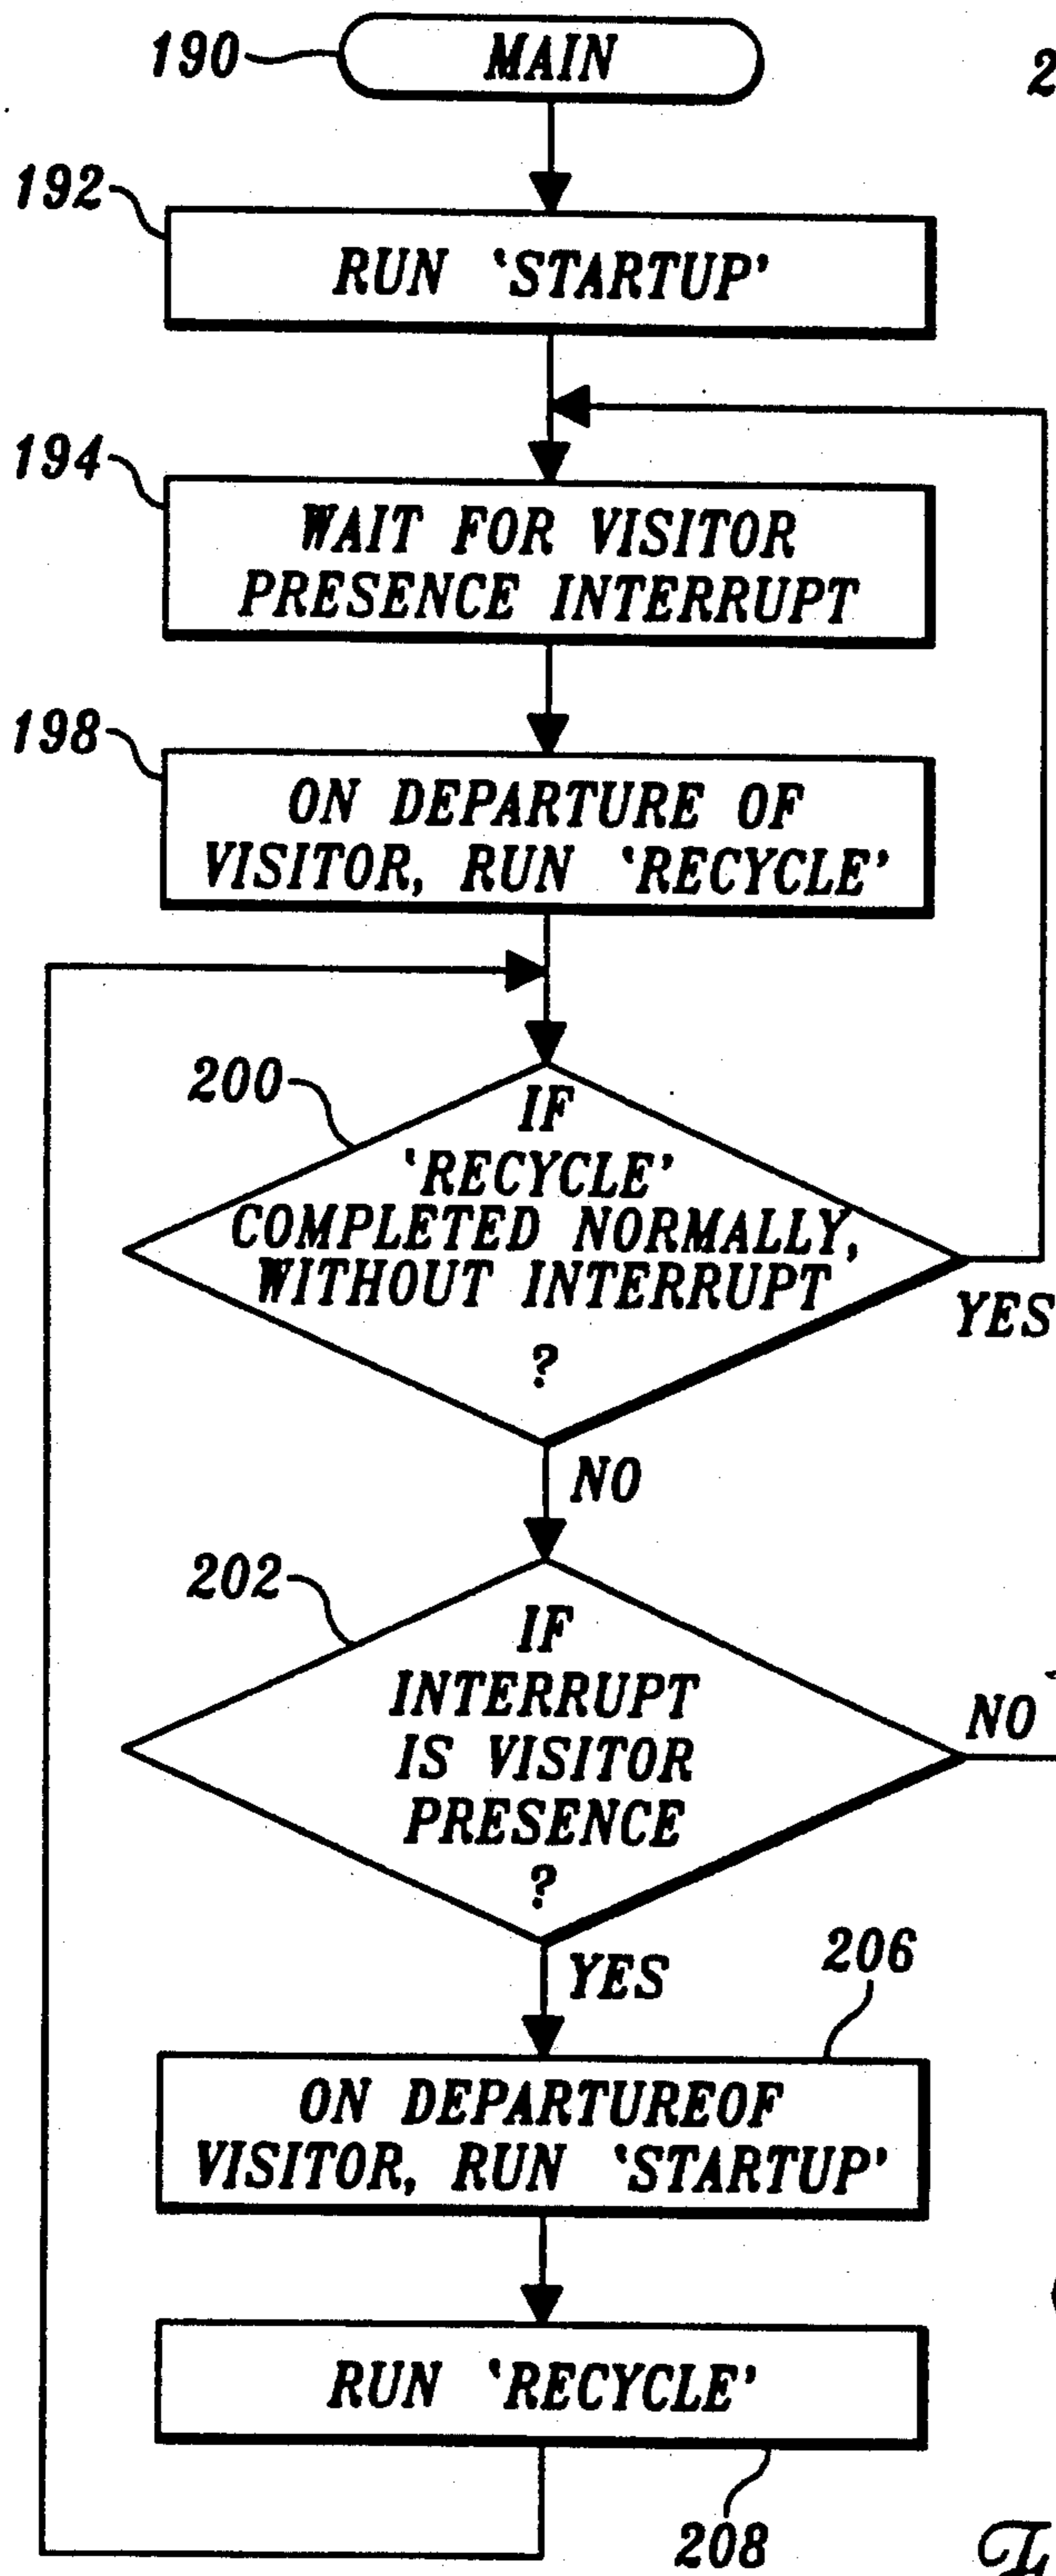 190
MAIN
2
192
RUN 'STARTUP'
194
WAIT FOR VISITOR
PRESENCE INTERRUPT
198
ON DEPARTURE OF
VISITOR, RUN 'RECYCLE'
200
IF
'RECYCLE'
COMPLETED NORMALLY,
WITHOUT INTERRUPT
?
YES
NO
202
IF
INTERRUPT
IS VISITOR
PRESENCE
?
NO
YES
206
ON DEPARTUREOF
VISITOR, RUN 'STARTUP'
RUN 'RECYCLE'
208